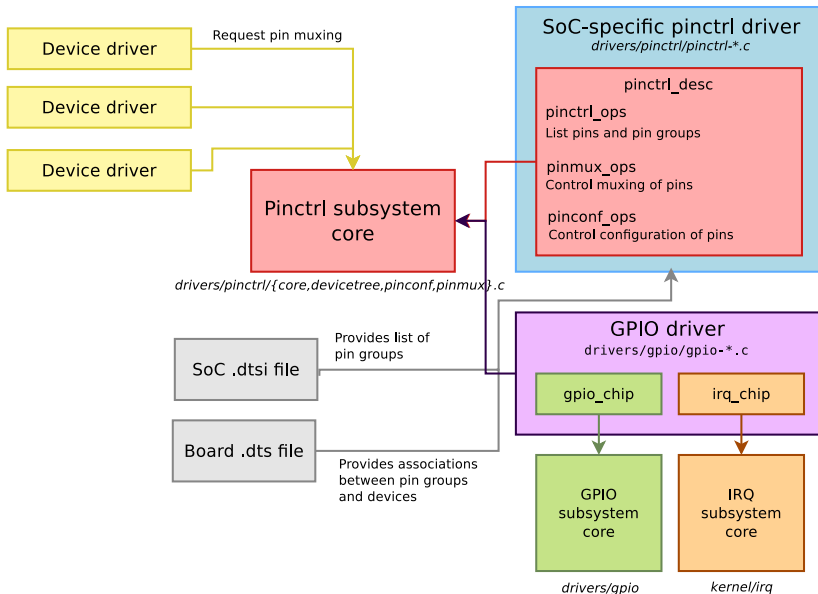 Device driver
Request pin muxing
Device driver
Device driver
Pinctrl subsystem
core
drivers/pinctrl/{core,devicetree,pinconf,pinmux}.c
SoC-specific pinctrl driver
drivers/pinctrl/pinctrl-*.c
pinctrl_desc
pinctrl_ops
List pins and pin groups
pinmux_ops
Control muxing of pins
pinconf_ops
Control configuration of pins
Provides list of
pin groups
SoC .dtsi file
Board .dts file
Provides associations
between pin groups
and devices
GPIO driver
drivers/gpio/gpio-*.c
gpio_chip
irq_chip
GPIO
subsystem
core
IRQ
subsystem
core
drivers/gpio
kernel/irq